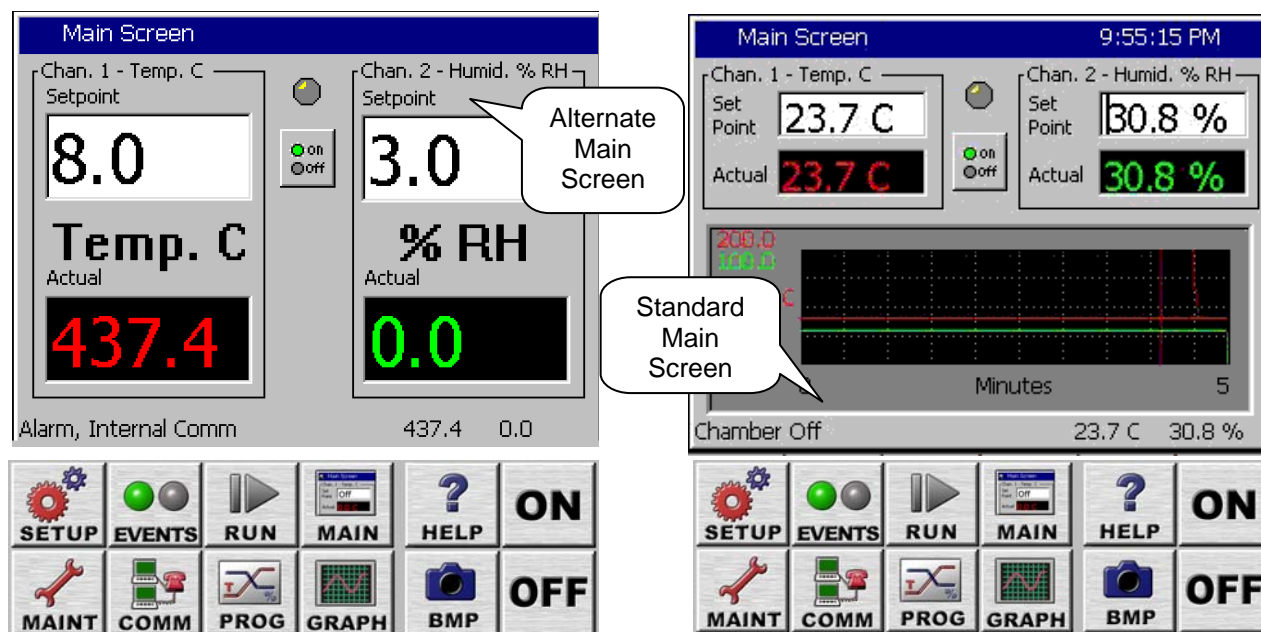 Main Screen
Chan. 1 - Temp. C
Setpoint
8.0
Temp. C
Actual
437.4
on
off
Chan. 2 - Humid. % RH
Setpoint
3.0
% RH
Actual
0.0
Alarm, Internal Comm 437.4 0.0
SETUP EVENTS RUN MAIN HELP ON
MAINT COMM PROG GRAPH BMP OFF
Alternate
Main
Screen
Standard
Main
Screen
Main Screen 9:55:15 PM
Chan. 1 - Temp. C
Set
Point
23.7 C
Actual
23.7 C
on
off
Chan. 2 - Humid. % RH
Set
Point
30.8 %
Actual
30.8 %
200.0
100.0
C
Minutes 5
Chamber Off 23.7 C 30.8 %
SETUP EVENTS RUN MAIN HELP ON
MAINT COMM PROG GRAPH BMP OFF